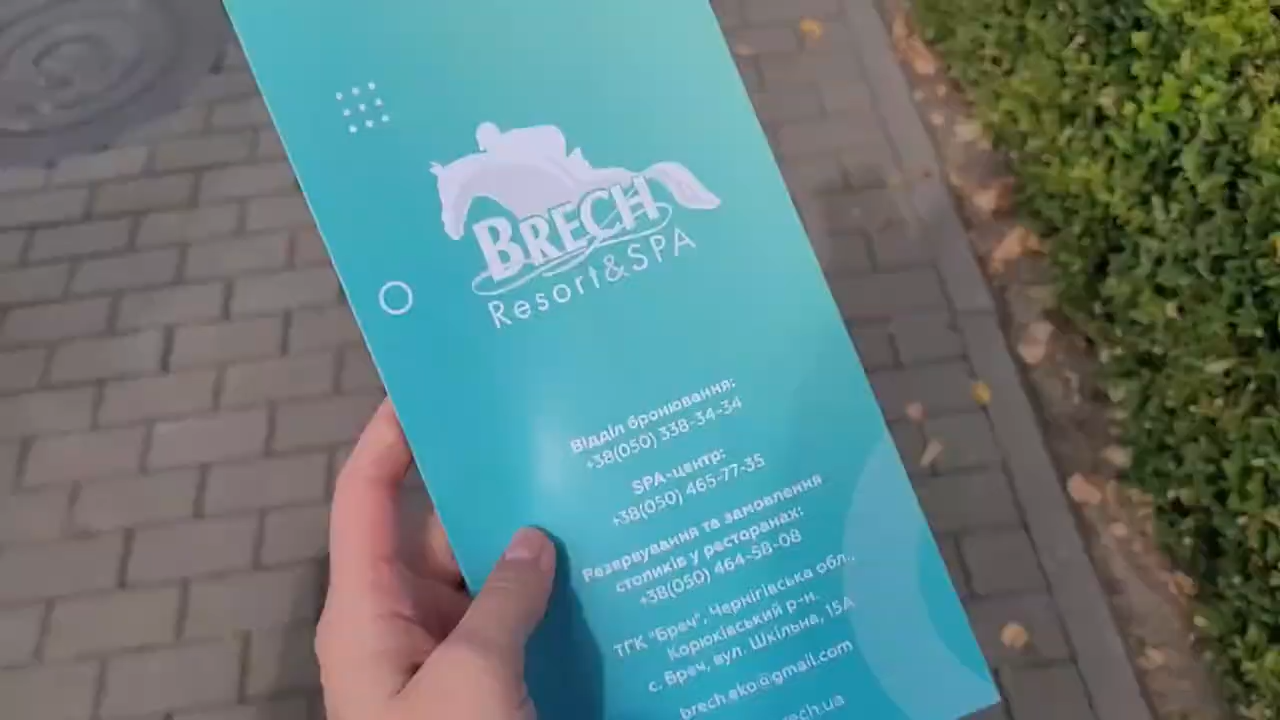 BRECH
Resort&SPA
Відділ бронювання:
+38(050) 338-34-34
SPA-центр:
+38(050) 465-77-35
Резервування та замовлення
столиків у ресторанах:
+38(050) 464-58-08
ТГК "Бреч", Чернігівська обл.,
Корюківський р-н.
с. Бреч, вул. Шкільна, 15А
brech.eko@gmail.com